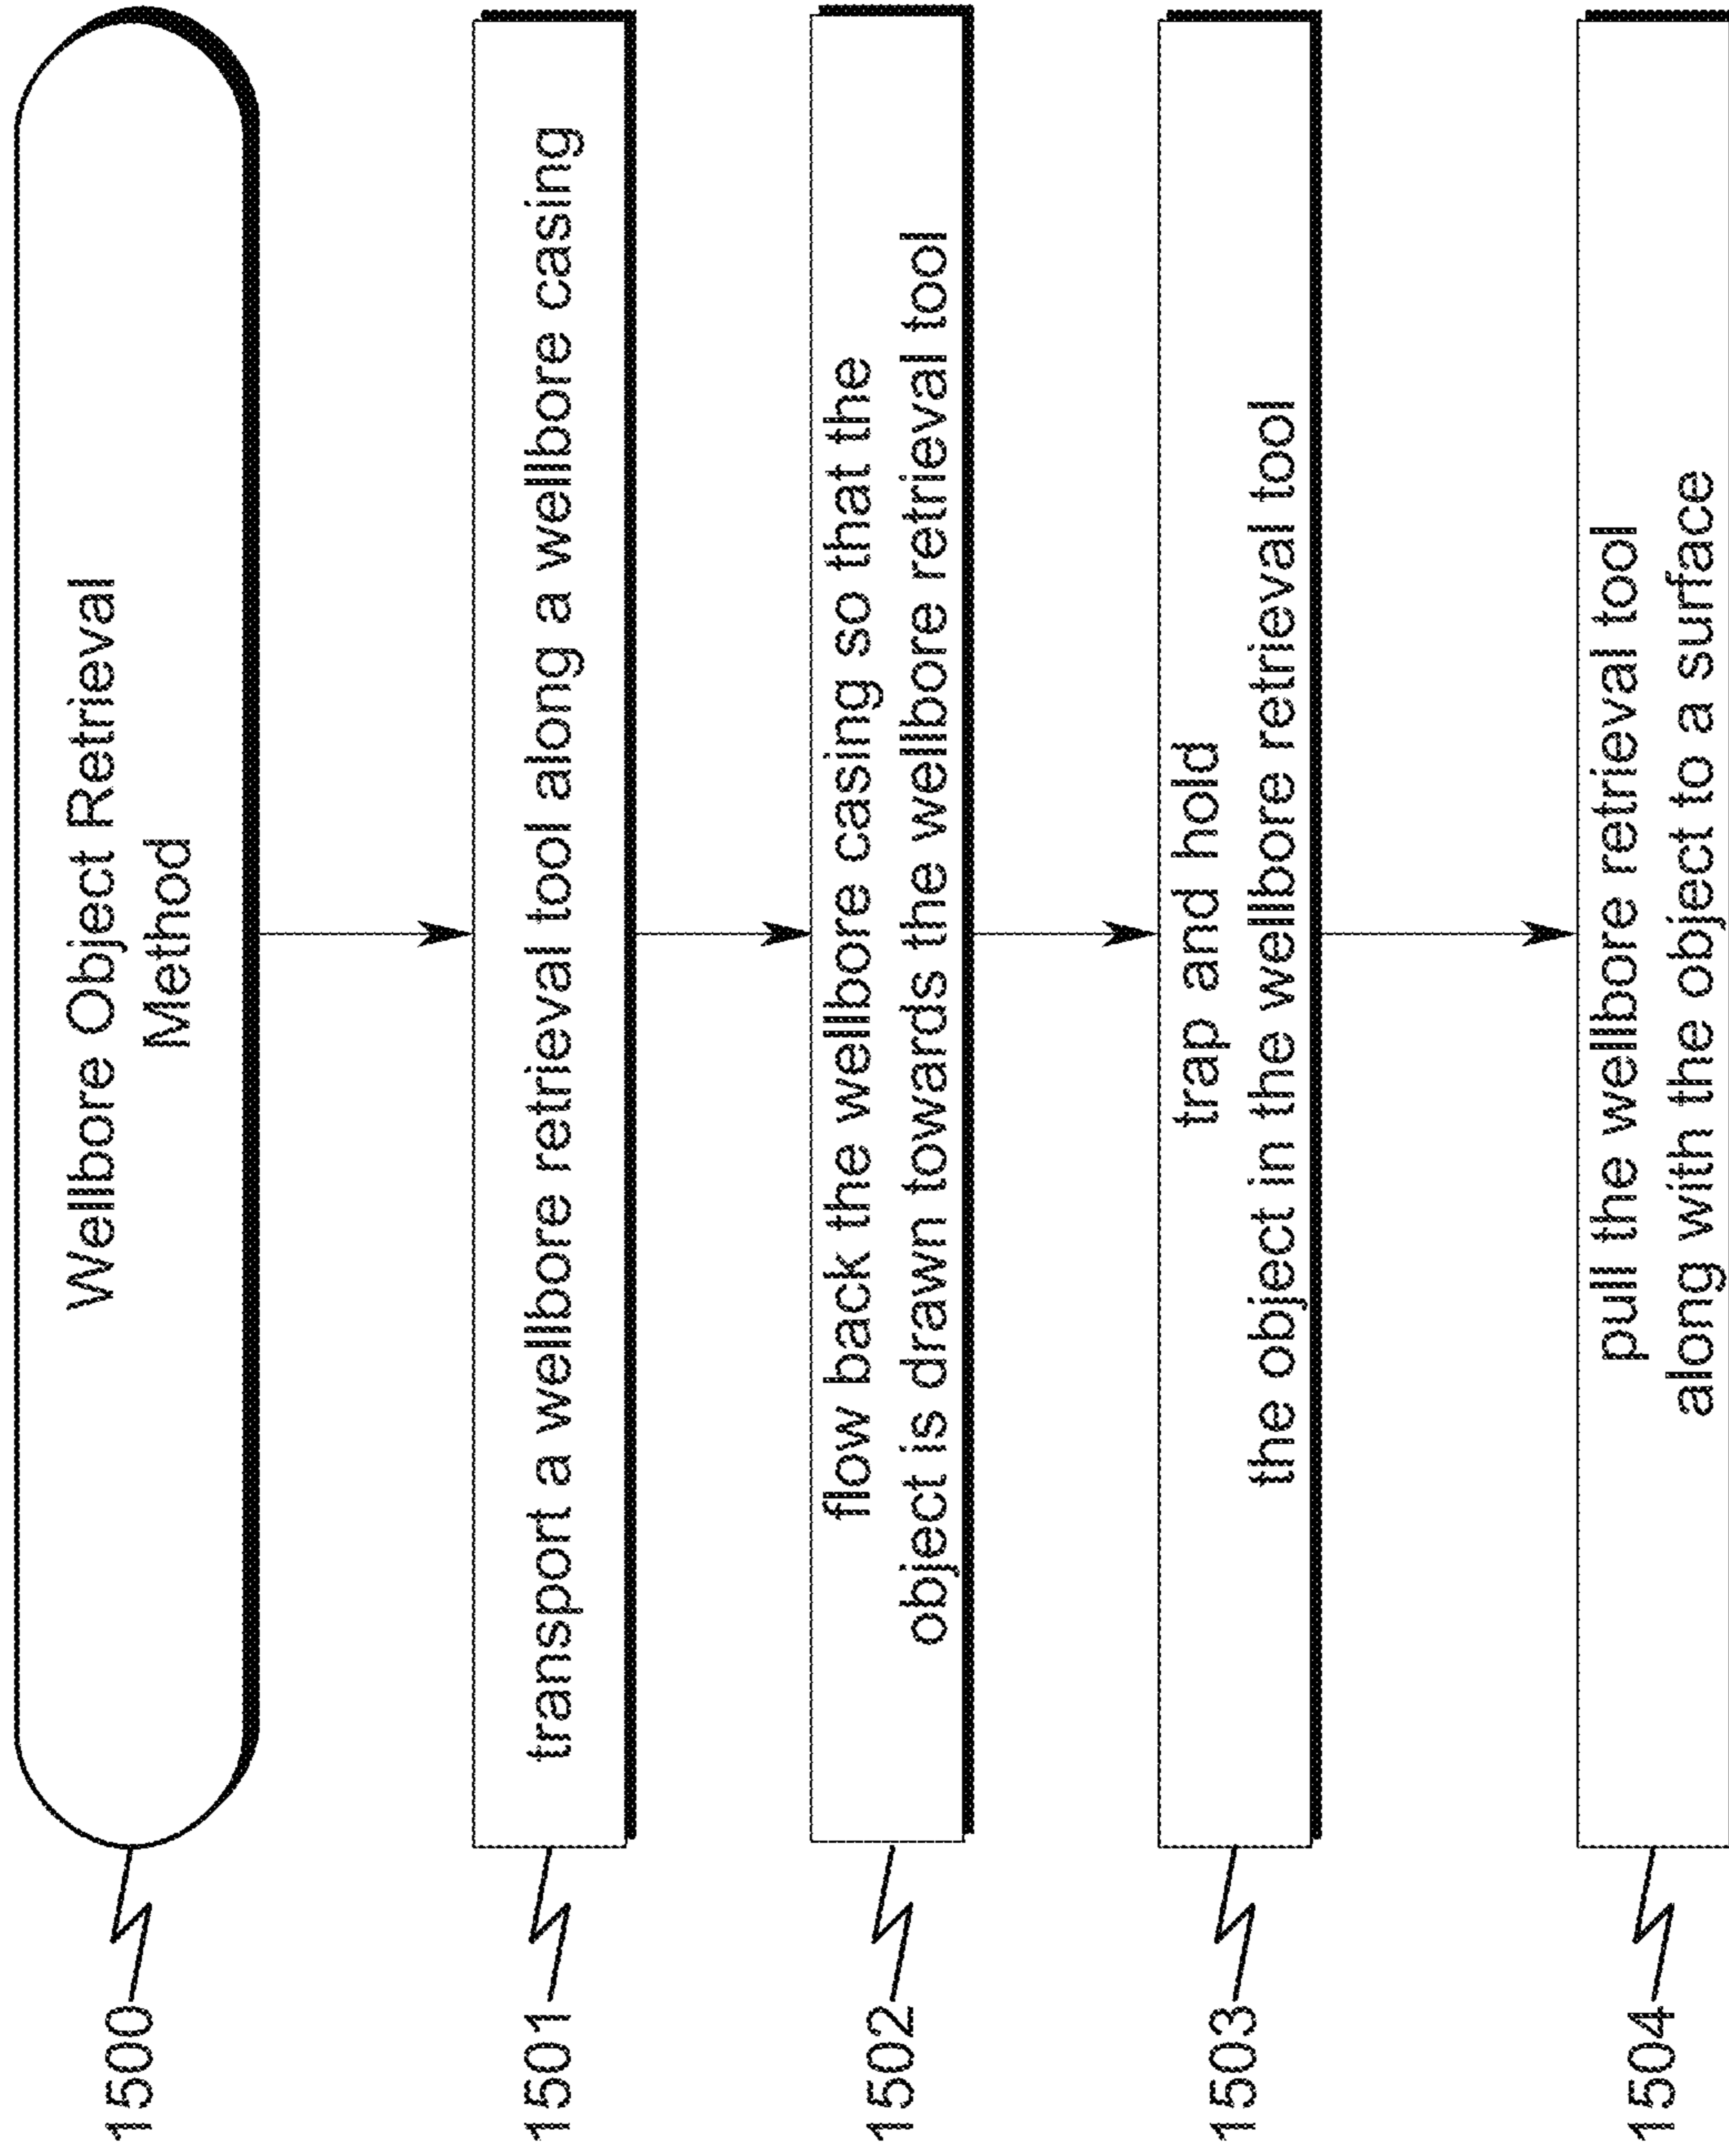 Wellbore Object Retrieval
Method
1500
transport a wellbore retrieval tool along a wellbore casing
1501
flow back the wellbore casing so that the
object is drawn towards the wellbore retrieval tool
1502
trap and hold
the object in the wellbore retrieval tool
1503
pull the wellbore retrieval tool
along with the object to a surface
1504